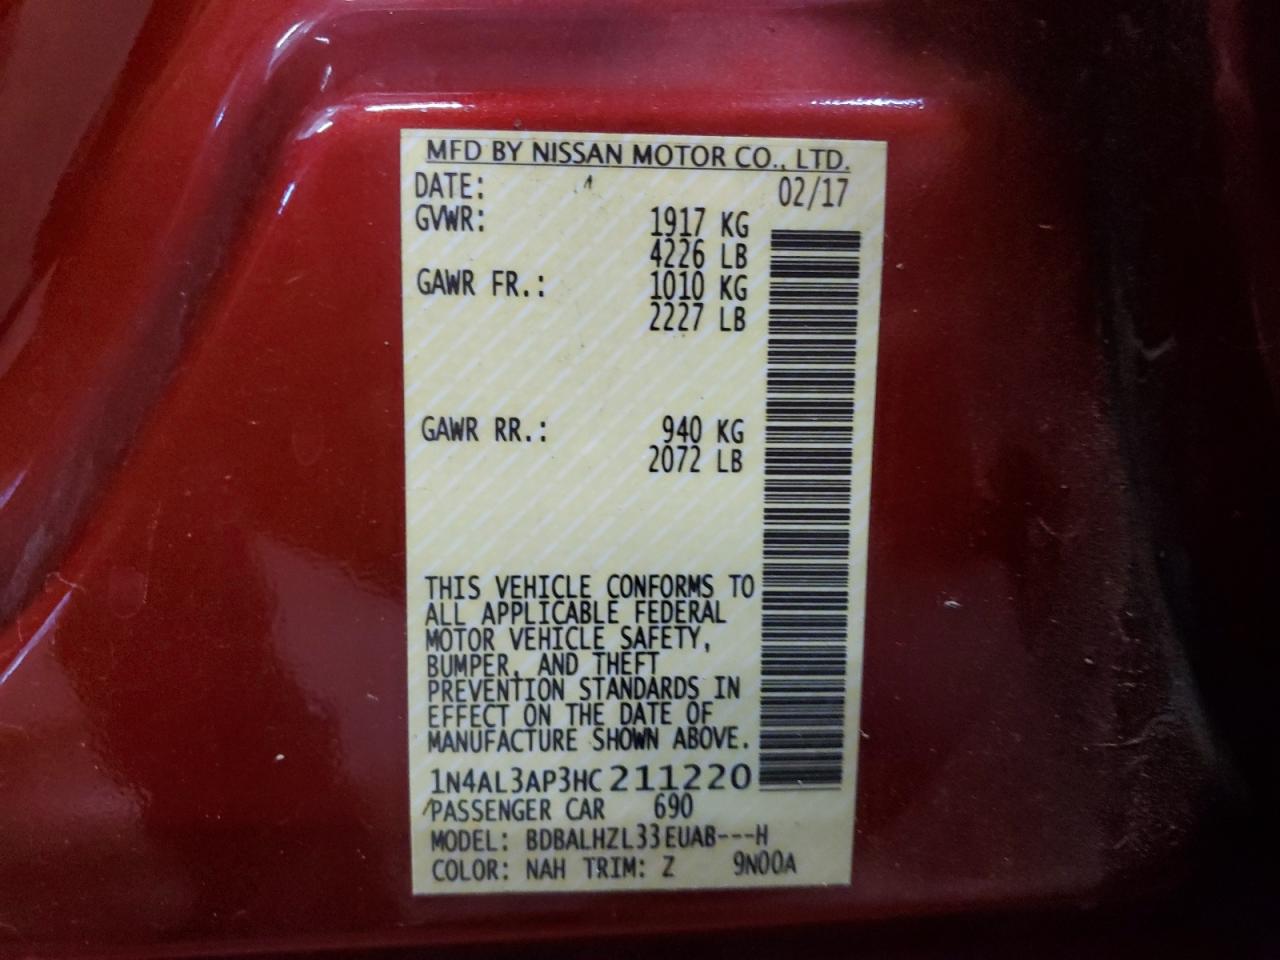 MFD BY NISSAN MOTOR CO., LTD.
DATE: 02/17
GVWR: 1917 KG
4226 LB
GAWR FR.: 1010 KG
2227 LB
GAWR RR.: 940 KG
2072 LB
THIS VEHICLE CONFORMS TO
ALL APPLICABLE FEDERAL
MOTOR VEHICLE SAFETY,
BUMPER, AND THEFT
PREVENTION STANDARDS IN
EFFECT ON THE DATE OF
MANUFACTURE SHOWN ABOVE.
1N4AL3AP3HC211220
PASSENGER CAR 690
MODEL: BDBALHZL33EUAB---H
COLOR: NAH TRIM: Z 9N00A